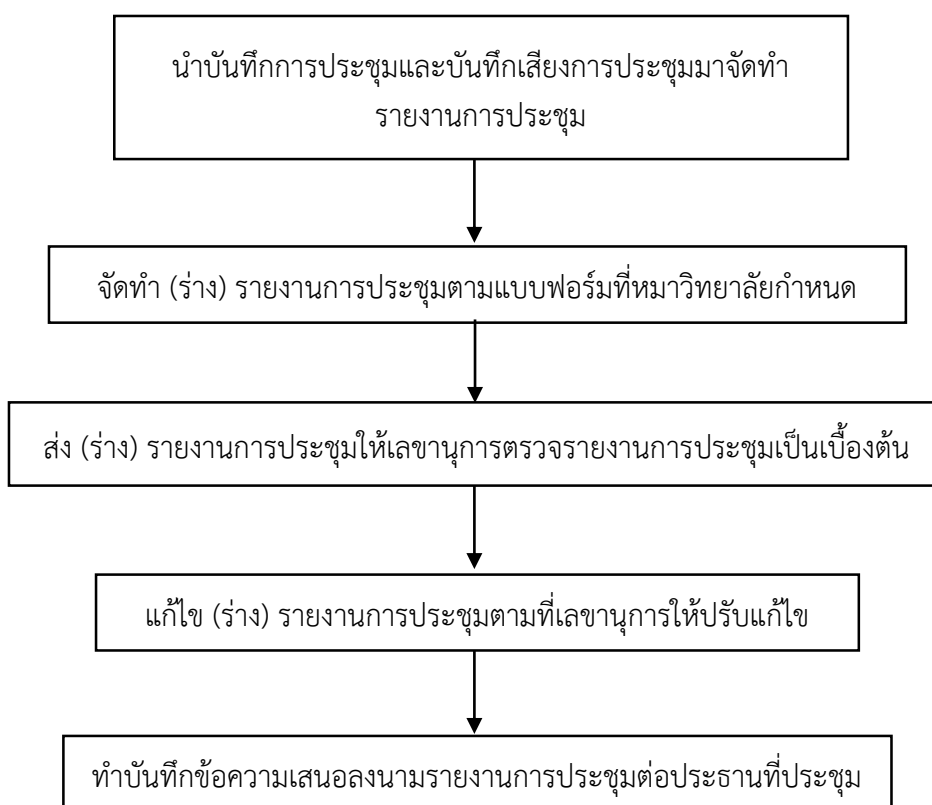 นำบันทึกการประชุมและบันทึกเสียงการประชุมมาจัดทำ
รายงานการประชุม
จัดทำ (ร่าง) รายงานการประชุมตามแบบฟอร์มที่หมาวิทยาลัยกำหนด
ส่ง (ร่าง) รายงานการประชุมให้เลขานุการตรวจรายงานการประชุมเป็นเบื้องต้น
แก้ไข (ร่าง) รายงานการประชุมตามที่เลขานุการให้ปรับแก้ไข
ทำบันทึกข้อความเสนอลงนามรายงานการประชุมต่อประธานที่ประชุม